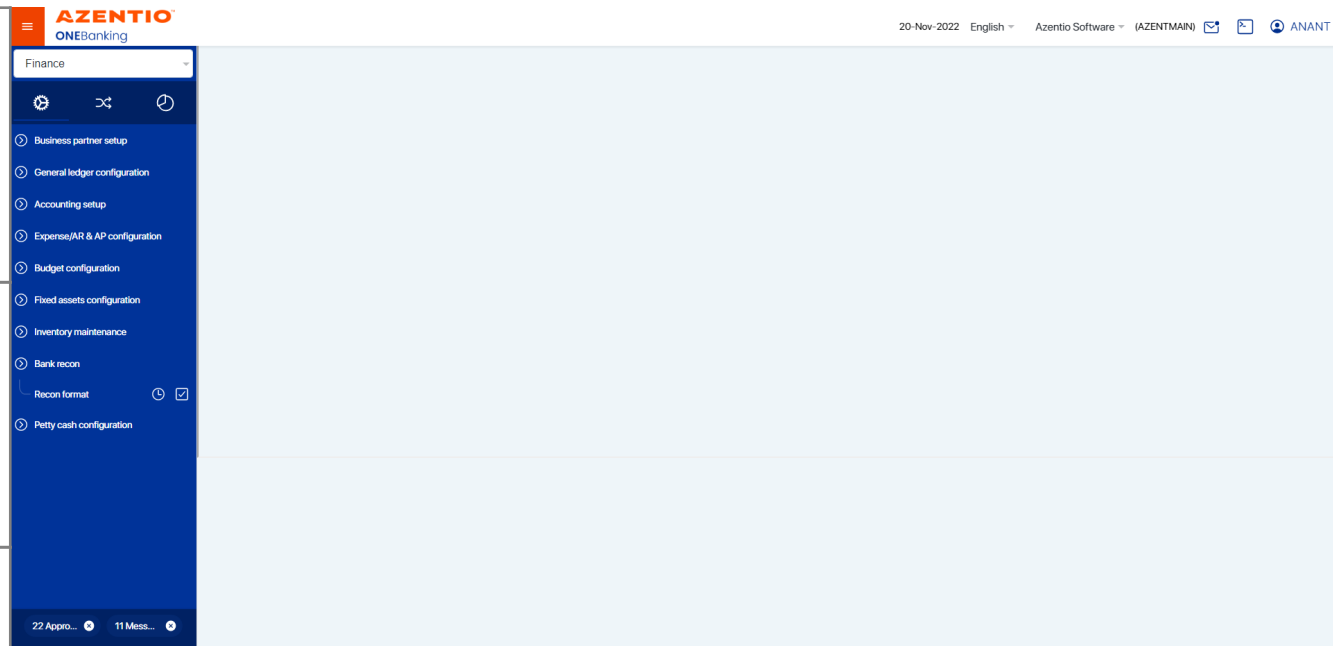 AZENTIO™
ONEBanking
20-Nov-2022 English Azentio Software (AZENTMAIN) ANANT
Finance
Business partner setup
General ledger configuration
Accounting setup
Expense/AR & AP configuration
Budget configuration
Fixed assets configuration
Inventory maintenance
Bank recon
Recon format
Petty cash configuration
22 Appro... 11 Mess...